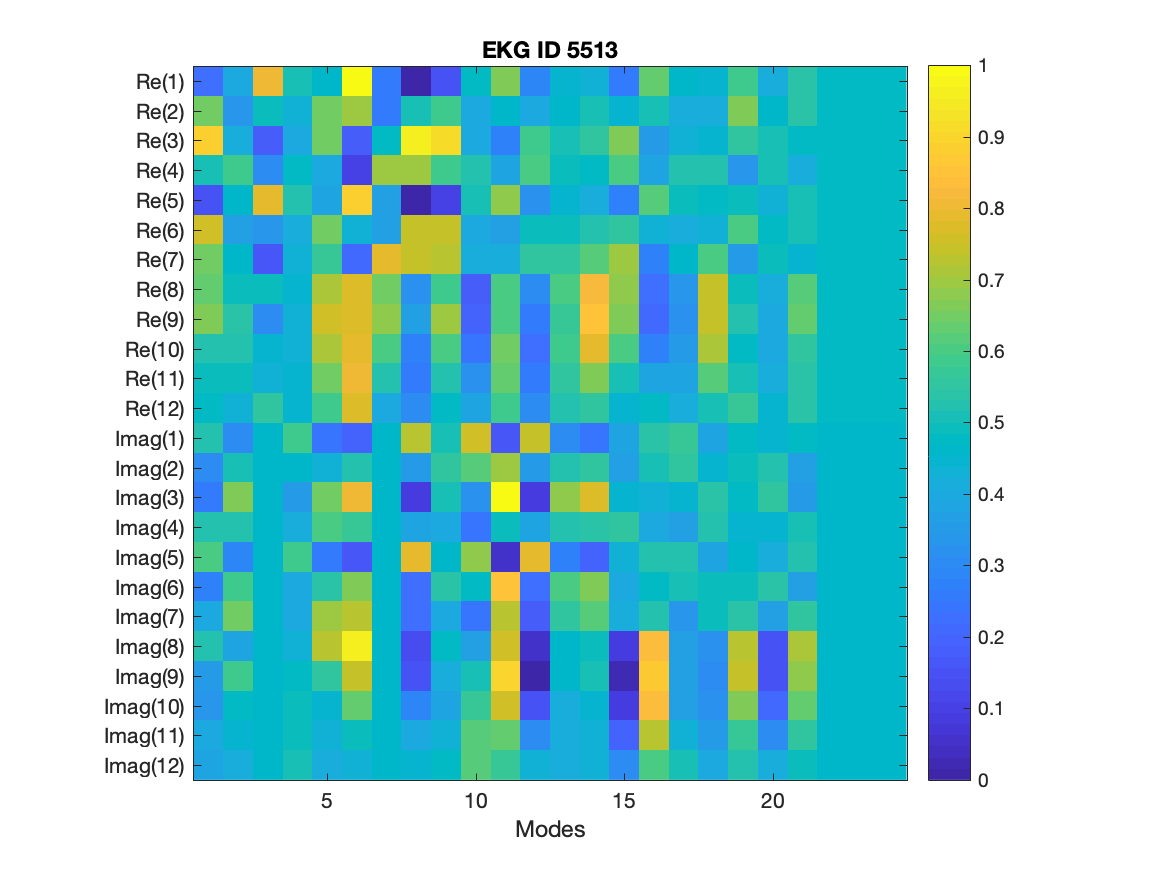 EKG ID 5513
Re(1)
Re(2)
Re(3)
Re(4)
Re(5)
Re(6)
Re(7)
Re(8)
Re(9)
Re(10)
Re(11)
Re(12)
Imag(1)
Imag(2)
Imag(3)
Imag(4)
Imag(5)
Imag(6)
Imag(7)
Imag(8)
Imag(9)
Imag(10)
Imag(11)
Imag(12)
5 10 15 20
Modes
1
0.9
0.8
0.7
0.6
0.5
0.4
0.3
0.2
0.1
0